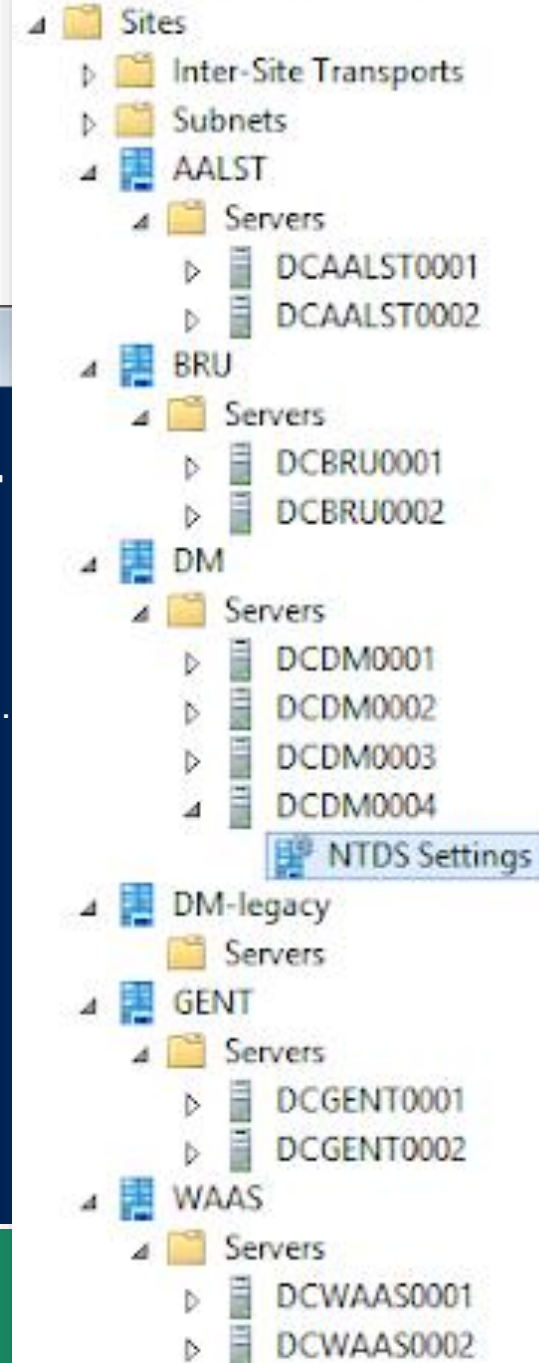 Sites
Inter-Site Transports
Subnets
AALST
Servers
DCAALST0001
DCAALST0002
BRU
Servers
DCBRU0001
DCBRU0002
DM
Servers
DCDM0001
DCDM0002
DCDM0003
DCDM0004
NTDS Settings
DM-legacy
Servers
GENT
Servers
DCGENT0001
DCGENT0002
WAAS
Servers
DCWAAS0001
DCWAAS0002